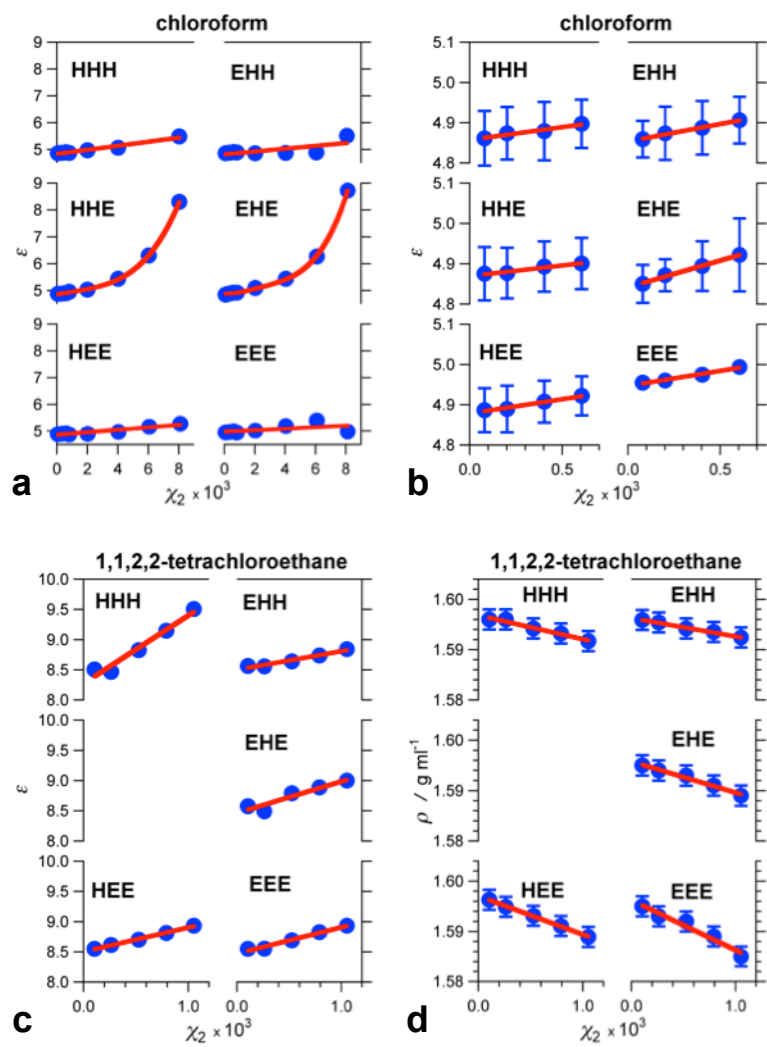 chloroform
chloroform
9
8
7
6
5
HHH
EHH
5.1
5.0
4.9
4.8
HHH
EHH
ε
9
8
7
6
5
HHE
EHE
ε
5.1
5.0
4.9
4.8
HHE
EHE
9
8
7
6
5
HEE
EEE
5.1
5.0
4.9
4.8
HEE
EEE
0 2 4 6 8 0 2 4 6 8
0.0 0.5 0.0 0.5
a
χ₂ × 10³
b
χ₂ × 10³
1,1,2,2-tetrachloroethane
1,1,2,2-tetrachloroethane
10.0
9.5
9.0
8.5
8.0
HHH
EHH
1.60
1.59
1.58
HHH
EHH
ε
10.0
9.5
9.0
8.5
8.0
EHE
ρ / g ml⁻¹
1.60
1.59
1.58
EHE
10.0
9.5
9.0
8.5
8.0
HEE
EEE
1.60
1.59
1.58
HEE
EEE
0.0 1.0 0.0 1.0
0.0 1.0 0.0 1.0
c
χ₂ × 10³
d
χ₂ × 10³